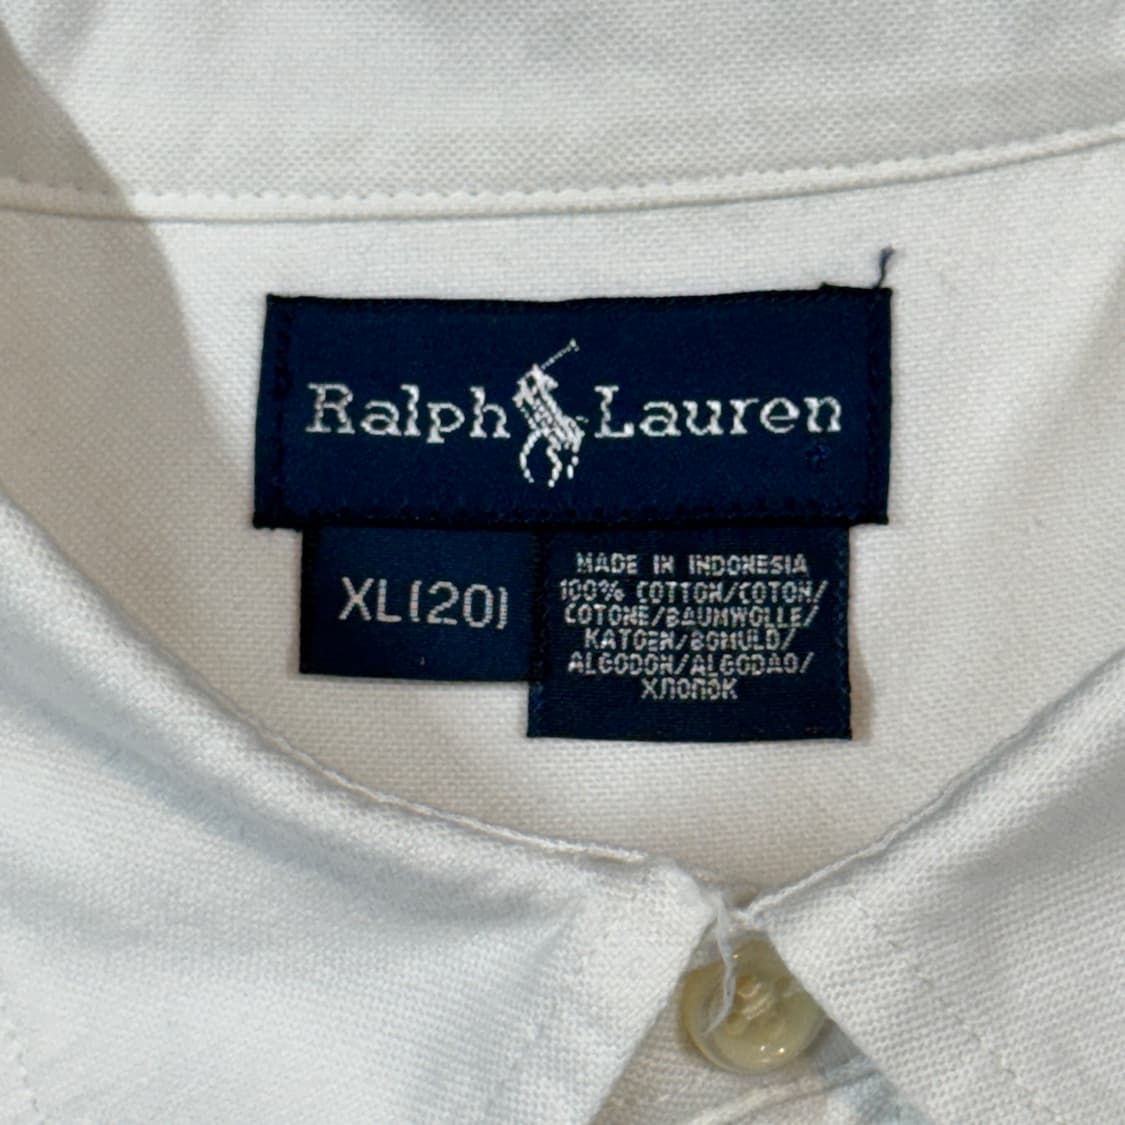 Ralph Lauren
XL(20)
MADE IN INDONESIA
100% COTTON/COTON/
COTONE/BAUMWOLLE/
KATOEN/BOMULD/
ALGODON/ALGODAO/
ХЛОПОК